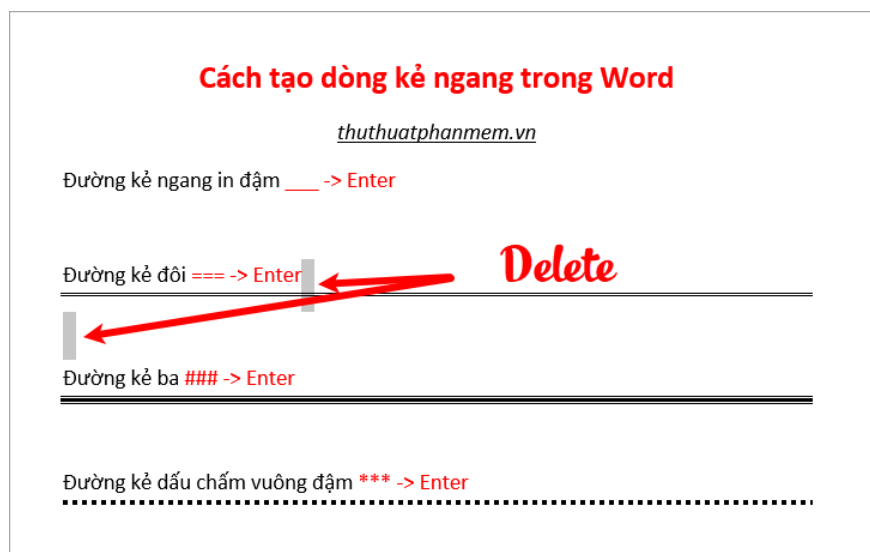 Cách tạo dòng kẻ ngang trong Word
thuthuatphanmem.vn
Đường kẻ ngang in đậm ___ -> Enter
Delete
Đường kẻ đôi === -> Enter
Đường kẻ ba ### -> Enter
Đường kẻ dấu chấm vuông đậm *** -> Enter